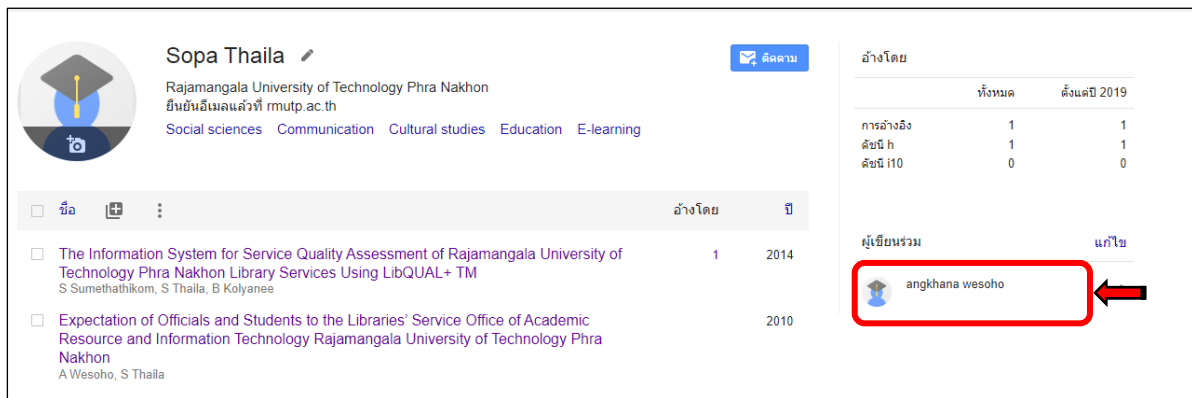 Sopa Thaila
ติดตาม
Rajamangala University of Technology Phra Nakhon
ยืนยันอีเมลแล้วที่ rmutp.ac.th
Social sciences Communication Cultural studies Education E-learning
ชื่อ
อ้างโดย ปี
The Information System for Service Quality Assessment of Rajamangala University of 1 2014
Technology Phra Nakhon Library Services Using LibQUAL+ TM
S Sumethathikom, S Thaila, B Kolyanee
Expectation of Officials and Students to the Libraries' Service Office of Academic 2010
Resource and Information Technology Rajamangala University of Technology Phra
Nakhon
A Wesoho, S Thaila
อ้างโดย
ทั้งหมด ตั้งแต่ปี 2019
การอ้างอิง 1 1
ดัชนี h 1 1
ดัชนี i10 0 0
ผู้เขียนร่วม แก้ไข
angkhana wesoho